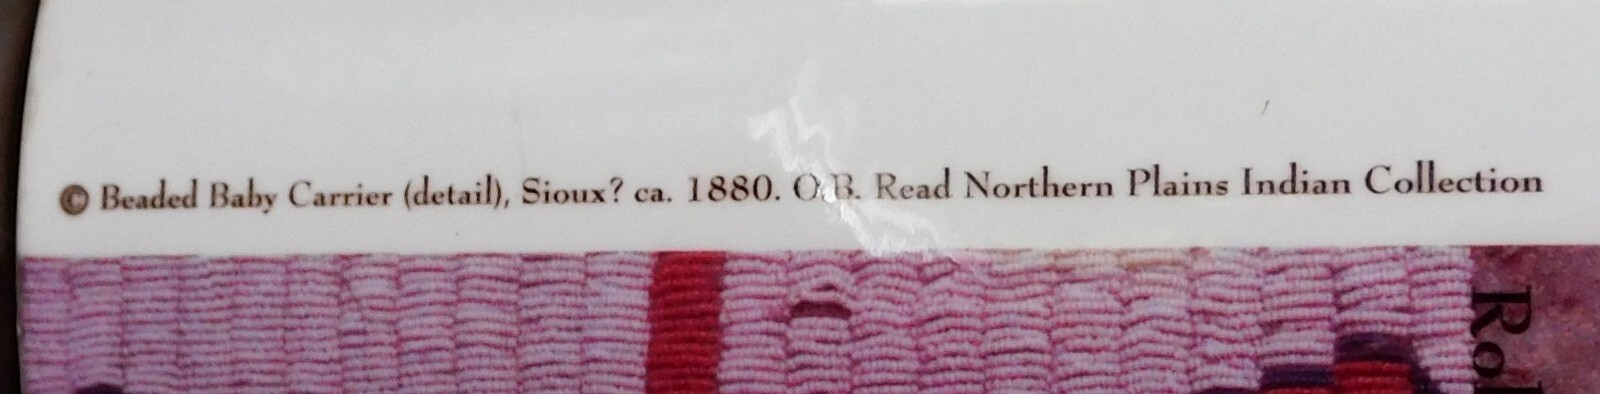 © Beaded Baby Carrier (detail), Sioux? ca. 1880. O.B. Read Northern Plains Indian Collection